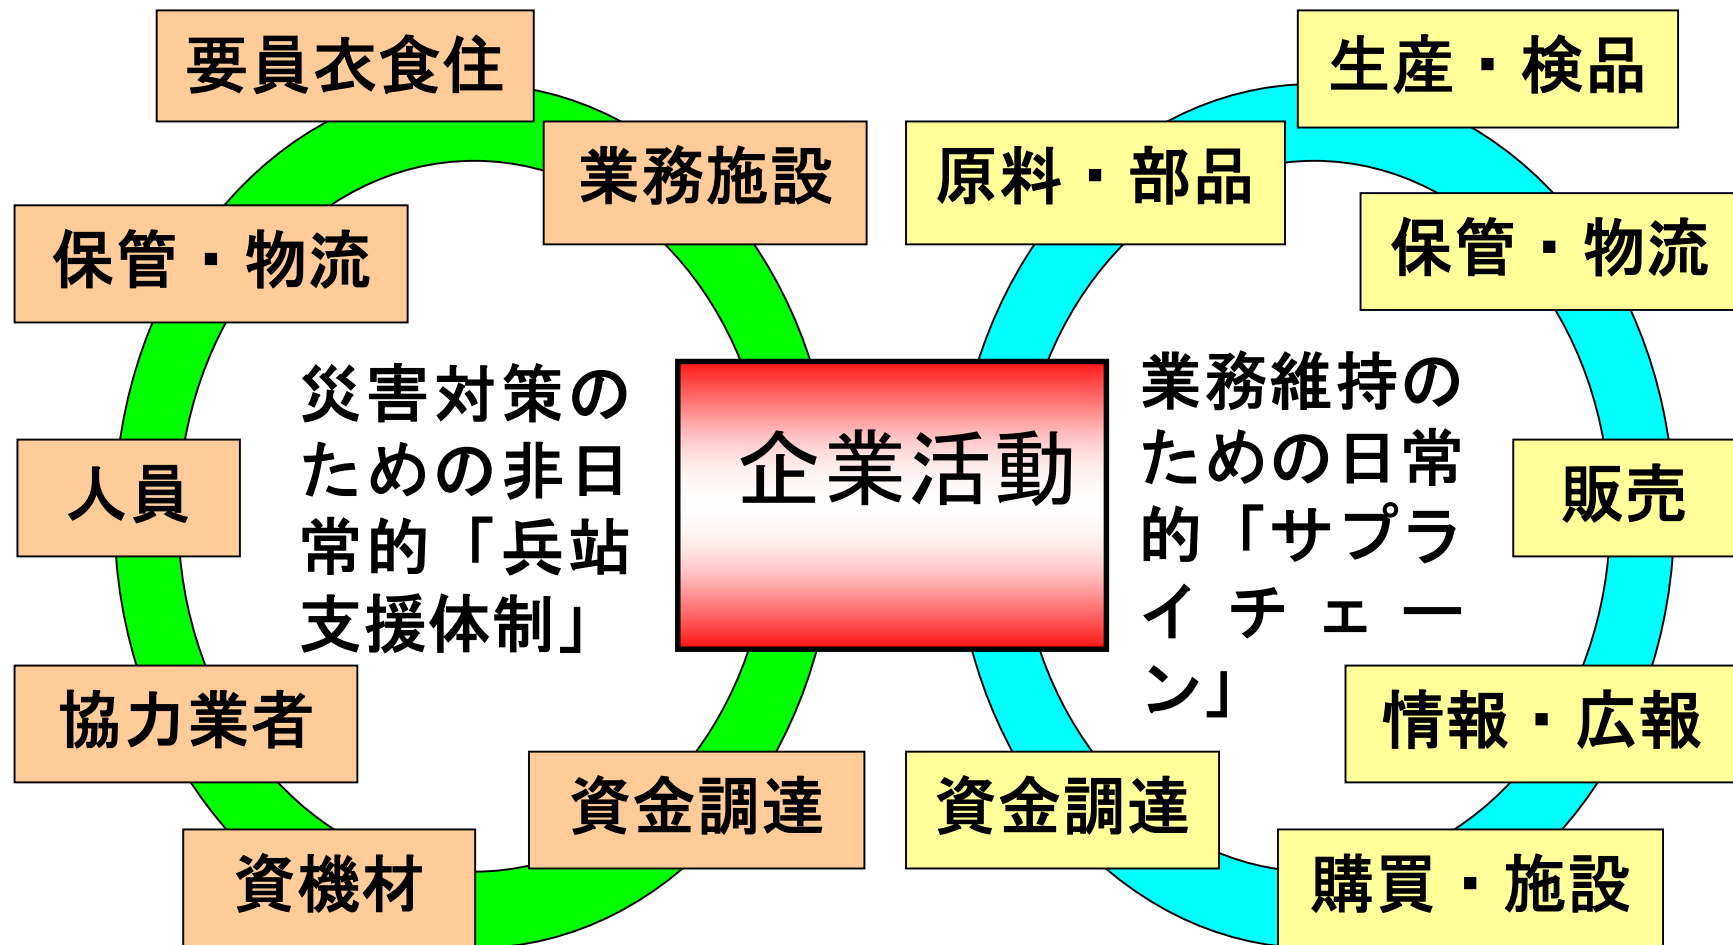 要員衣食住
業務施設
保管・物流
人員
協力業者
資機材
資金調達
災害対策の
ための非日
常的「兵站
支援体制」
企業活動
業務維持の
ための日常
的「サプラ
イチェー
ン」
原料・部品
生産・検品
保管・物流
販売
情報・広報
購買・施設
資金調達